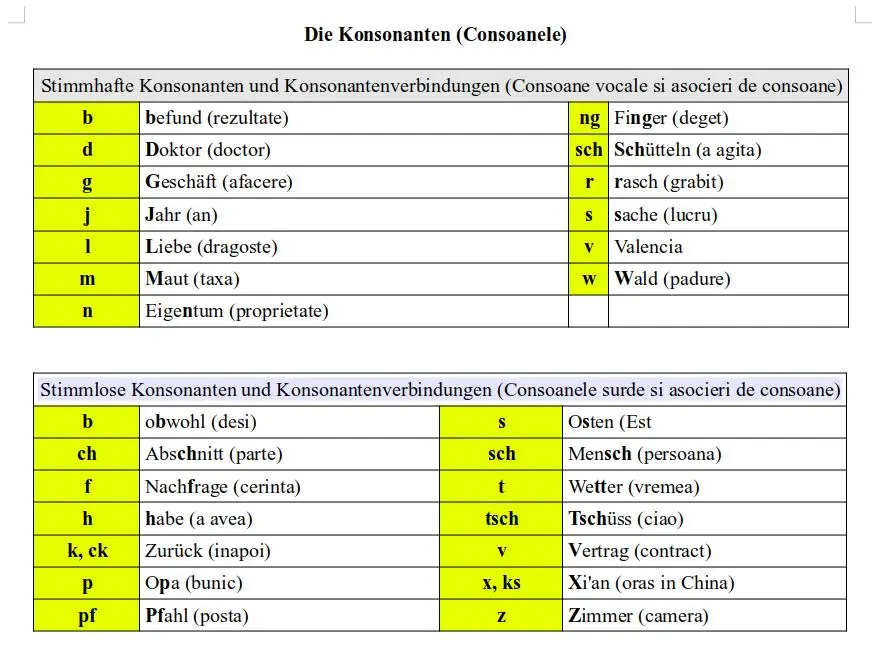 Die Konsonanten (Consoanele)
Stimmhafte Konsonanten und Konsonantenverbindungen (Consoane vocale si asocieri de consoane)
b befund (rezultate) ng Finger (deget)
d Doktor (doctor) sch Schütteln (a agita)
g Geschäft (afacere) r rasch (grabit)
j Jahr (an) s sache (lucru)
l Liebe (dragoste) v Valencia
m Maut (taxa) w Wald (padure)
n Eigentum (proprietate)
Stimmlose Konsonanten und Konsonantenverbindungen (Consoanele surde si asocieri de consoane)
b obwohl (desi) s Osten (Est
ch Abschnitt (parte) sch Mensch (persoana)
f Nachfrage (cerinta) t Wetter (vremea)
h habe (a avea) tsch Tschüss (ciao)
k, ck Zurück (inapoi) v Vertrag (contract)
p Opa (bunic) x, ks Xi'an (oras in China)
pf Pfahl (posta) z Zimmer (camera)